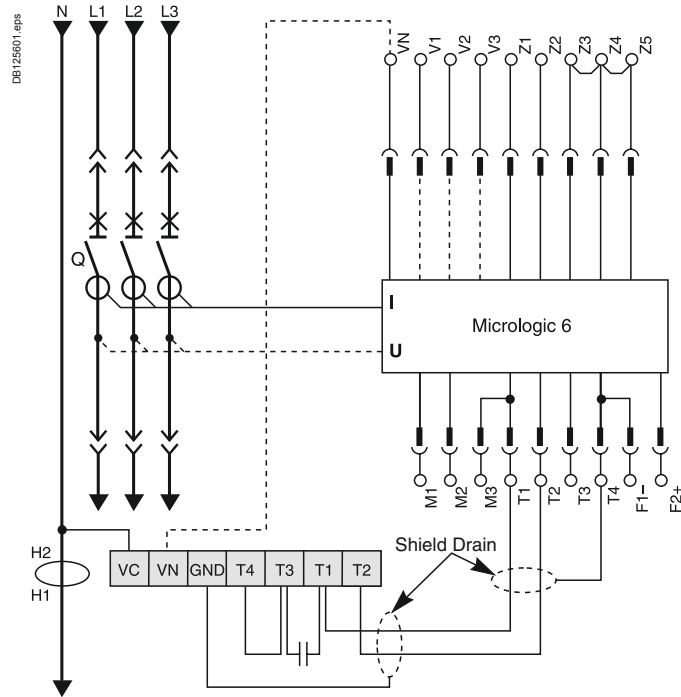 DB125601.eps
N L1 L2 L3
VN V1 V2 V3 Z1 Z2 Z3 Z4 Z5
Q
I
Micrologic 6
U
M1 M2 M3 T1 T2 T3 T4 F1– F2+
Shield Drain
H2
H1
VC VN GND T4 T3 T1 T2